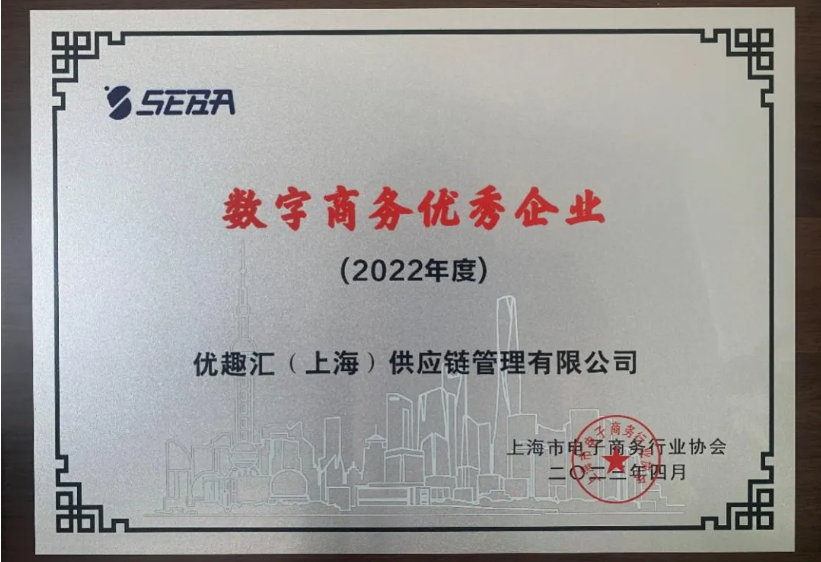 SEBA
数字商务优秀企业
（2022年度）
优趣汇（上海）供应链管理有限公司
上海市电子商务行业协会
二〇二三年四月